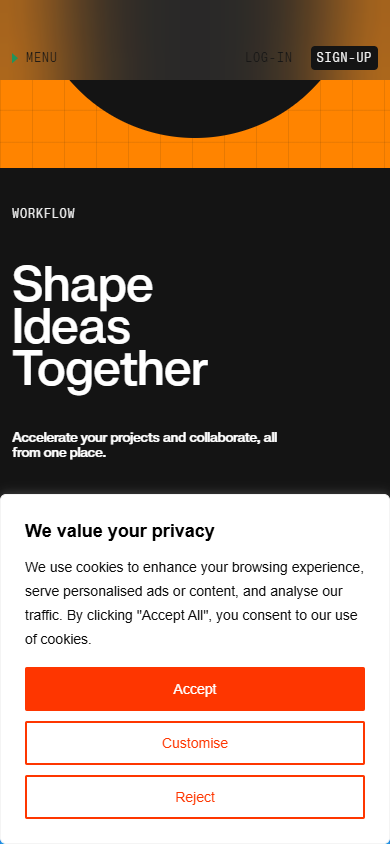 MENU
LOG-IN
SIGN-UP
WORKFLOW
Shape
Ideas
Together
Accelerate your projects and collaborate, all
from one place.
We value your privacy
We use cookies to enhance your browsing experience,
serve personalised ads or content, and analyse our
traffic. By clicking "Accept All", you consent to our use
of cookies.
Accept
Customise
Reject